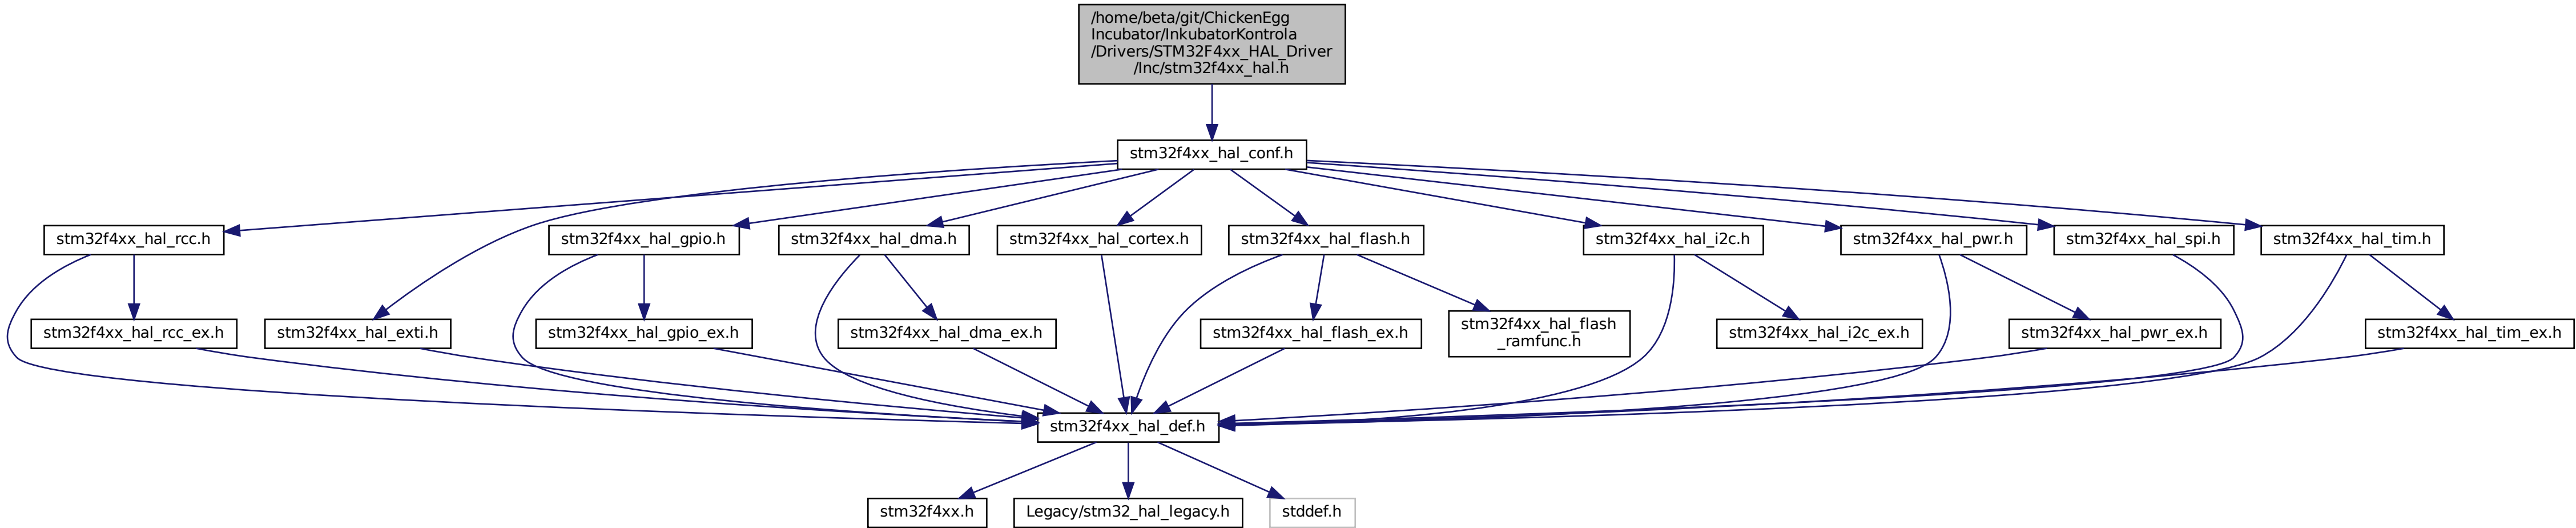 /home/beta/git/ChickenEgg
Incubator/InkubatorKontrola
/Drivers/STM32F4xx_HAL_Driver
/Inc/stm32f4xx_hal.h
stm32f4xx_hal_conf.h
stm32f4xx_hal_rcc.h
stm32f4xx_hal_gpio.h
stm32f4xx_hal_dma.h
stm32f4xx_hal_cortex.h
stm32f4xx_hal_flash.h
stm32f4xx_hal_i2c.h
stm32f4xx_hal_pwr.h
stm32f4xx_hal_spi.h
stm32f4xx_hal_tim.h
stm32f4xx_hal_rcc_ex.h
stm32f4xx_hal_exti.h
stm32f4xx_hal_gpio_ex.h
stm32f4xx_hal_dma_ex.h
stm32f4xx_hal_flash_ex.h
stm32f4xx_hal_flash
_ramfunc.h
stm32f4xx_hal_i2c_ex.h
stm32f4xx_hal_pwr_ex.h
stm32f4xx_hal_tim_ex.h
stm32f4xx_hal_def.h
stm32f4xx.h
Legacy/stm32_hal_legacy.h
stddef.h